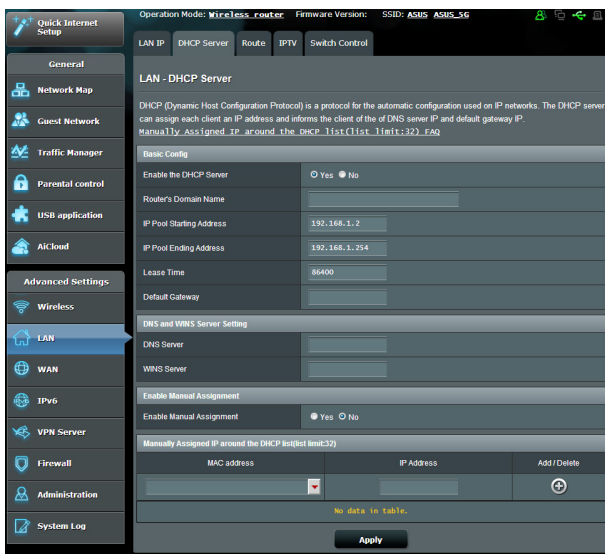 Quick Internet Setup
Operation Mode: Wireless router Firmware Version: SSID: ASUS ASUS_5G
LAN IP DHCP Server Route IPTV Switch Control
General
Network Map
Guest Network
Traffic Manager
Parental control
USB application
AiCloud
Advanced Settings
Wireless
LAN
WAN
IPv6
VPN Server
Firewall
Administration
System Log
LAN - DHCP Server
DHCP (Dynamic Host Configuration Protocol) is a protocol for the automatic configuration used on IP networks. The DHCP server
can assign each client an IP address and informs the client of the of DNS server IP and default gateway IP.
Manually Assigned IP around the DHCP list(list limit:32) FAQ
Basic Config
Enable the DHCP Server Yes No
Router's Domain Name
IP Pool Starting Address 192.168.1.2
IP Pool Ending Address 192.168.1.254
Lease Time 86400
Default Gateway
DNS and WINS Server Setting
DNS Server
WINS Server
Enable Manual Assignment
Enable Manual Assignment Yes No
Manually Assigned IP around the DHCP list(list limit:32)
MAC address IP Address Add / Delete
No data in table.
Apply